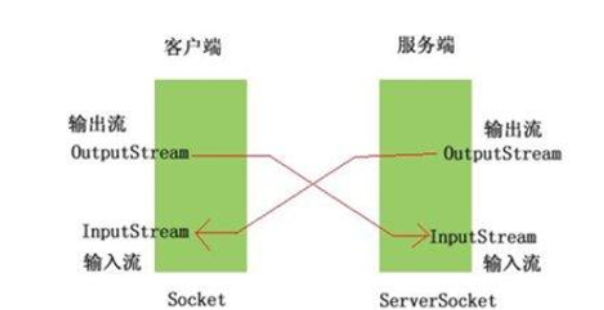 客户端
服务端
输出流
OutputStream
输出流
OutputStream
InputStream
输入流
InputStream
输入流
Socket
ServerSocket